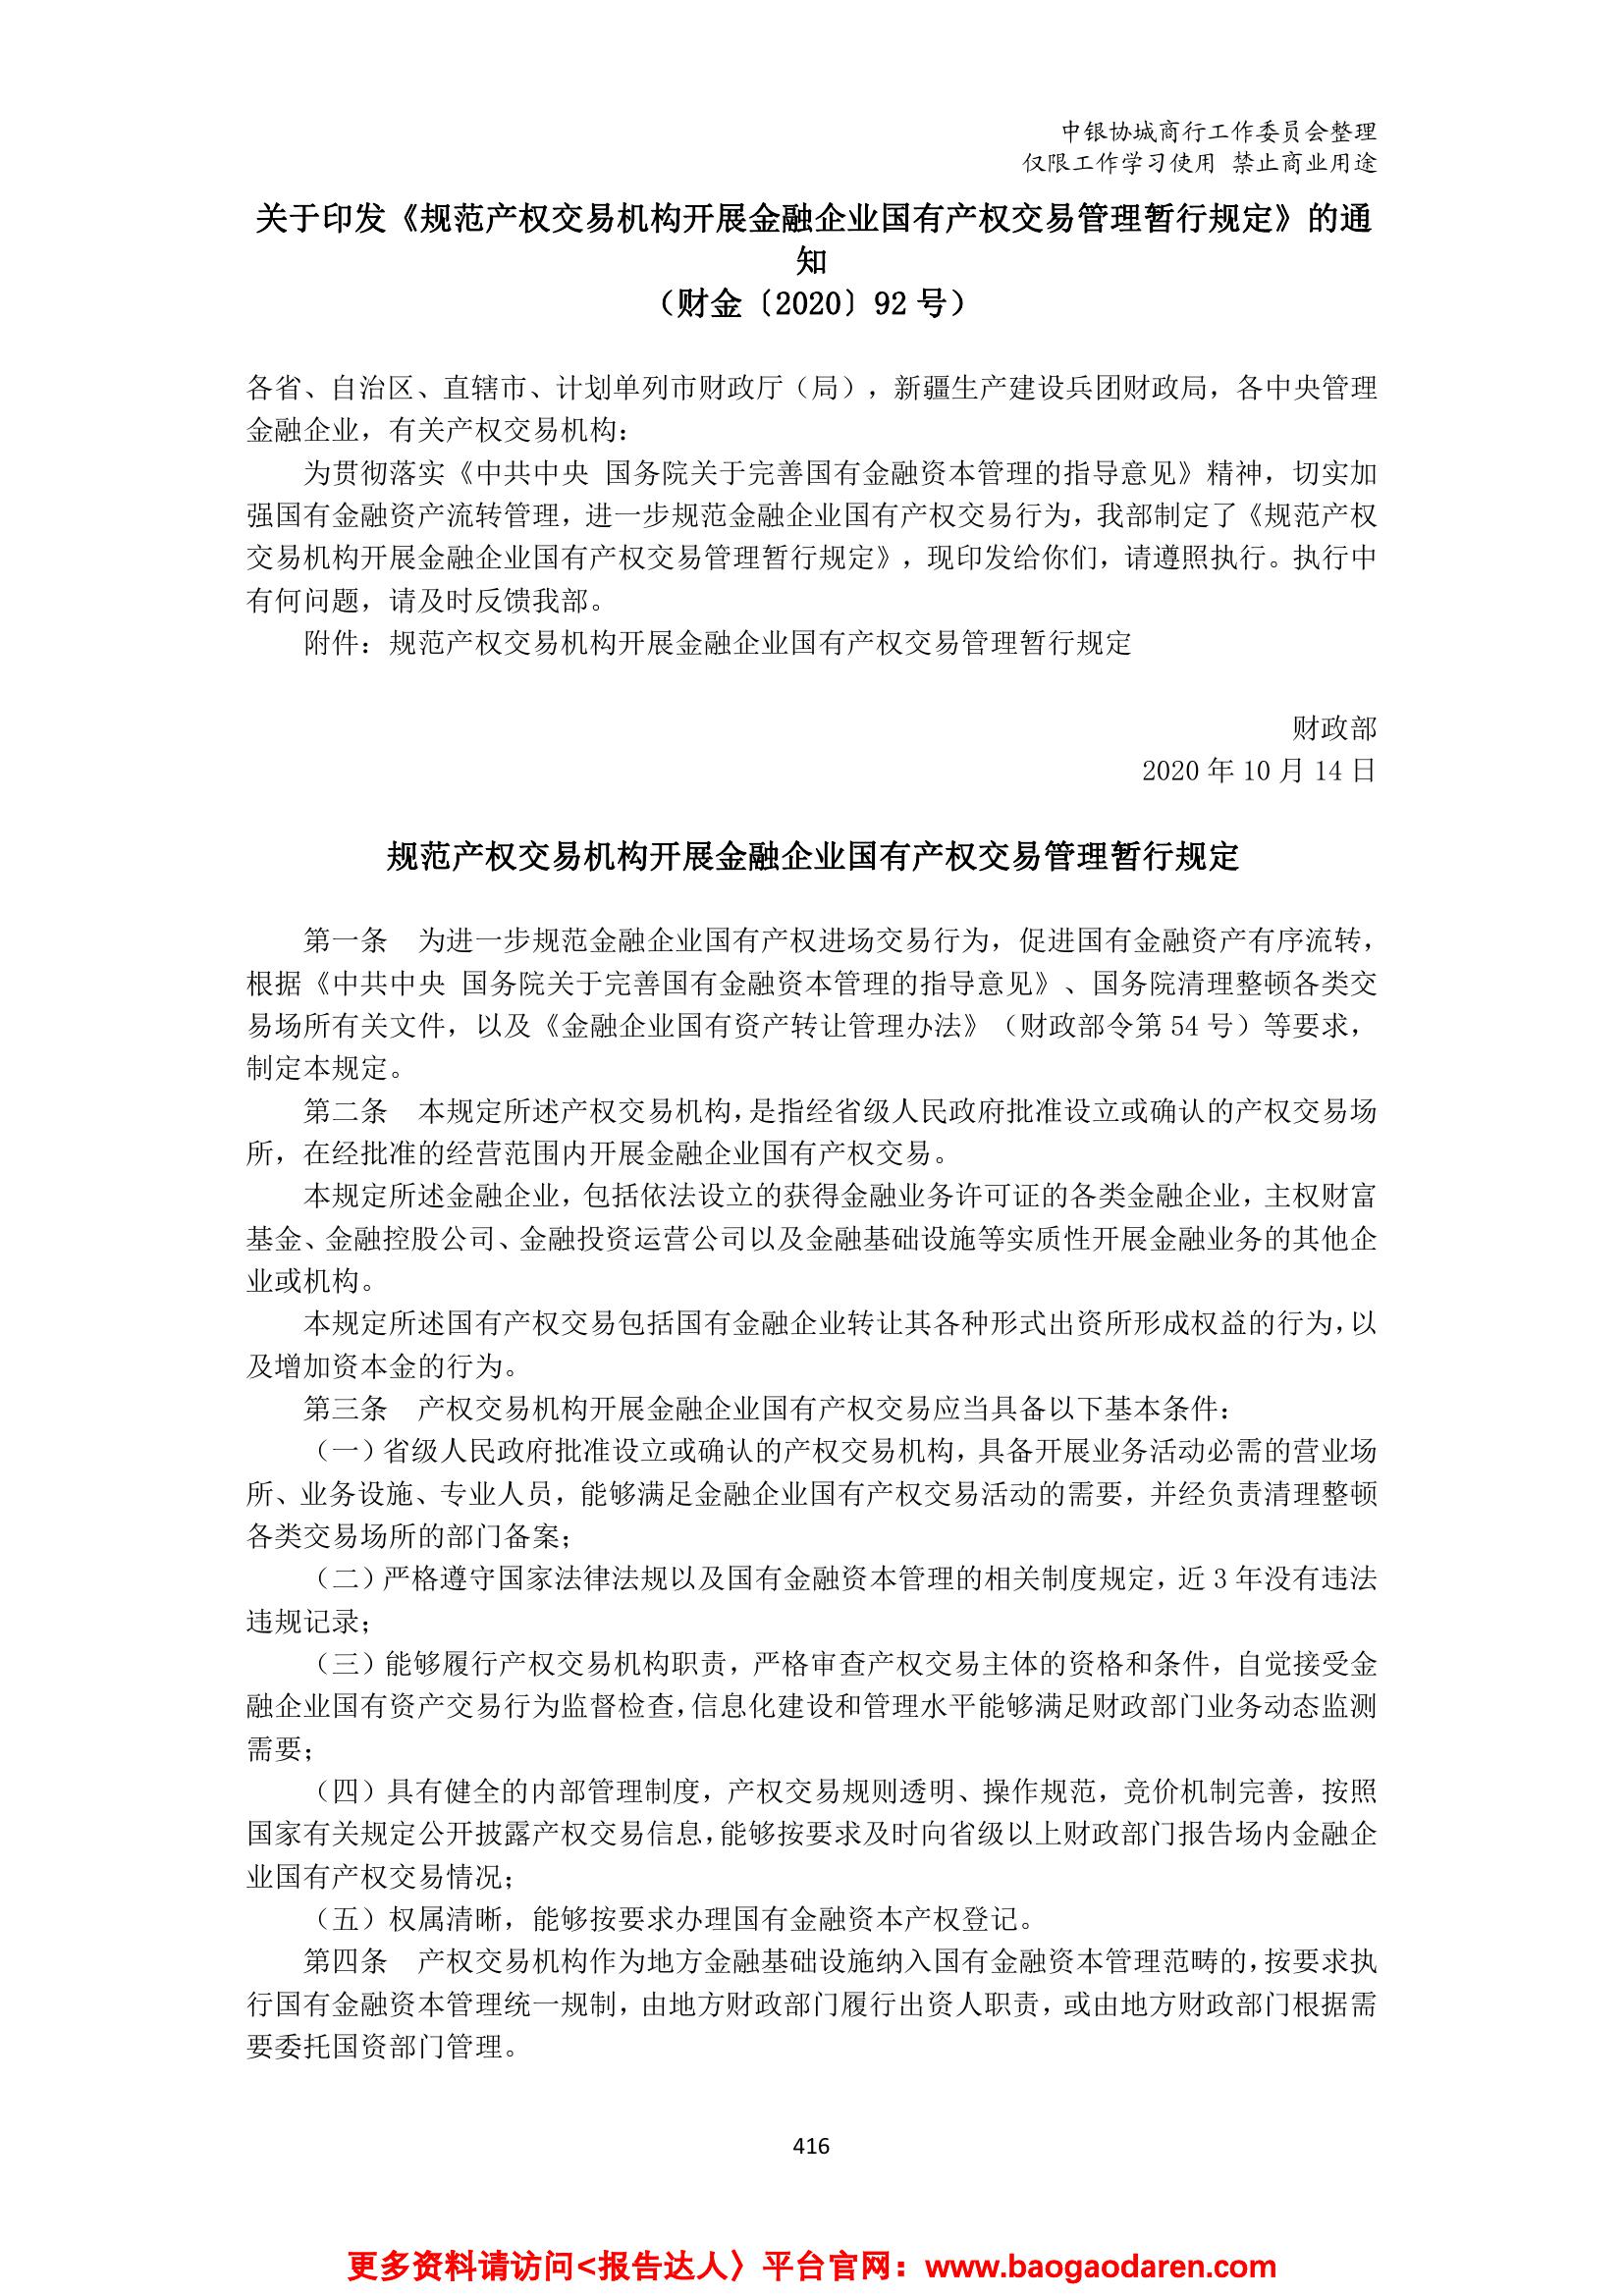 中银协城商行工作委员会整理
仅限工作学习使用 禁止商业用途
关于印发《规范产权交易机构开展金融企业国有产权交易管理暂行规定》的通
知
（财金〔2020〕92 号）
各省、自治区、直辖市、计划单列市财政厅（局），新疆生产建设兵团财政局，各中央管理
金融企业，有关产权交易机构：
为贯彻落实《中共中央 国务院关于完善国有金融资本管理的指导意见》精神，切实加
强国有金融资产流转管理，进一步规范金融企业国有产权交易行为，我部制定了《规范产权
交易机构开展金融企业国有产权交易管理暂行规定》，现印发给你们，请遵照执行。执行中
有何问题，请及时反馈我部。
附件：规范产权交易机构开展金融企业国有产权交易管理暂行规定
财政部
2020 年 10 月 14 日
规范产权交易机构开展金融企业国有产权交易管理暂行规定
第一条　为进一步规范金融企业国有产权进场交易行为，促进国有金融资产有序流转，
根据《中共中央 国务院关于完善国有金融资本管理的指导意见》、国务院清理整顿各类交
易场所有关文件，以及《金融企业国有资产转让管理办法》（财政部令第 54 号）等要求，
制定本规定。
第二条　本规定所述产权交易机构，是指经省级人民政府批准设立或确认的产权交易场
所，在经批准的经营范围内开展金融企业国有产权交易。
本规定所述金融企业，包括依法设立的获得金融业务许可证的各类金融企业，主权财富
基金、金融控股公司、金融投资运营公司以及金融基础设施等实质性开展金融业务的其他企
业或机构。
本规定所述国有产权交易包括国有金融企业转让其各种形式出资所形成权益的行为，以
及增加资本金的行为。
第三条　产权交易机构开展金融企业国有产权交易应当具备以下基本条件：
（一）省级人民政府批准设立或确认的产权交易机构，具备开展业务活动必需的营业场
所、业务设施、专业人员，能够满足金融企业国有产权交易活动的需要，并经负责清理整顿
各类交易场所的部门备案；
（二）严格遵守国家法律法规以及国有金融资本管理的相关制度规定，近 3 年没有违法
违规记录；
（三）能够履行产权交易机构职责，严格审查产权交易主体的资格和条件，自觉接受金
融企业国有资产交易行为监督检查，信息化建设和管理水平能够满足财政部门业务动态监测
需要；
（四）具有健全的内部管理制度，产权交易规则透明、操作规范，竞价机制完善，按照
国家有关规定公开披露产权交易信息，能够按要求及时向省级以上财政部门报告场内金融企
业国有产权交易情况；
（五）权属清晰，能够按要求办理国有金融资本产权登记。
第四条　产权交易机构作为地方金融基础设施纳入国有金融资本管理范畴的，按要求执
行国有金融资本管理统一规制，由地方财政部门履行出资人职责，或由地方财政部门根据需
要委托国资部门管理。
416
更多资料请访问<报告达人〉平台官网：www.baogaodaren.com